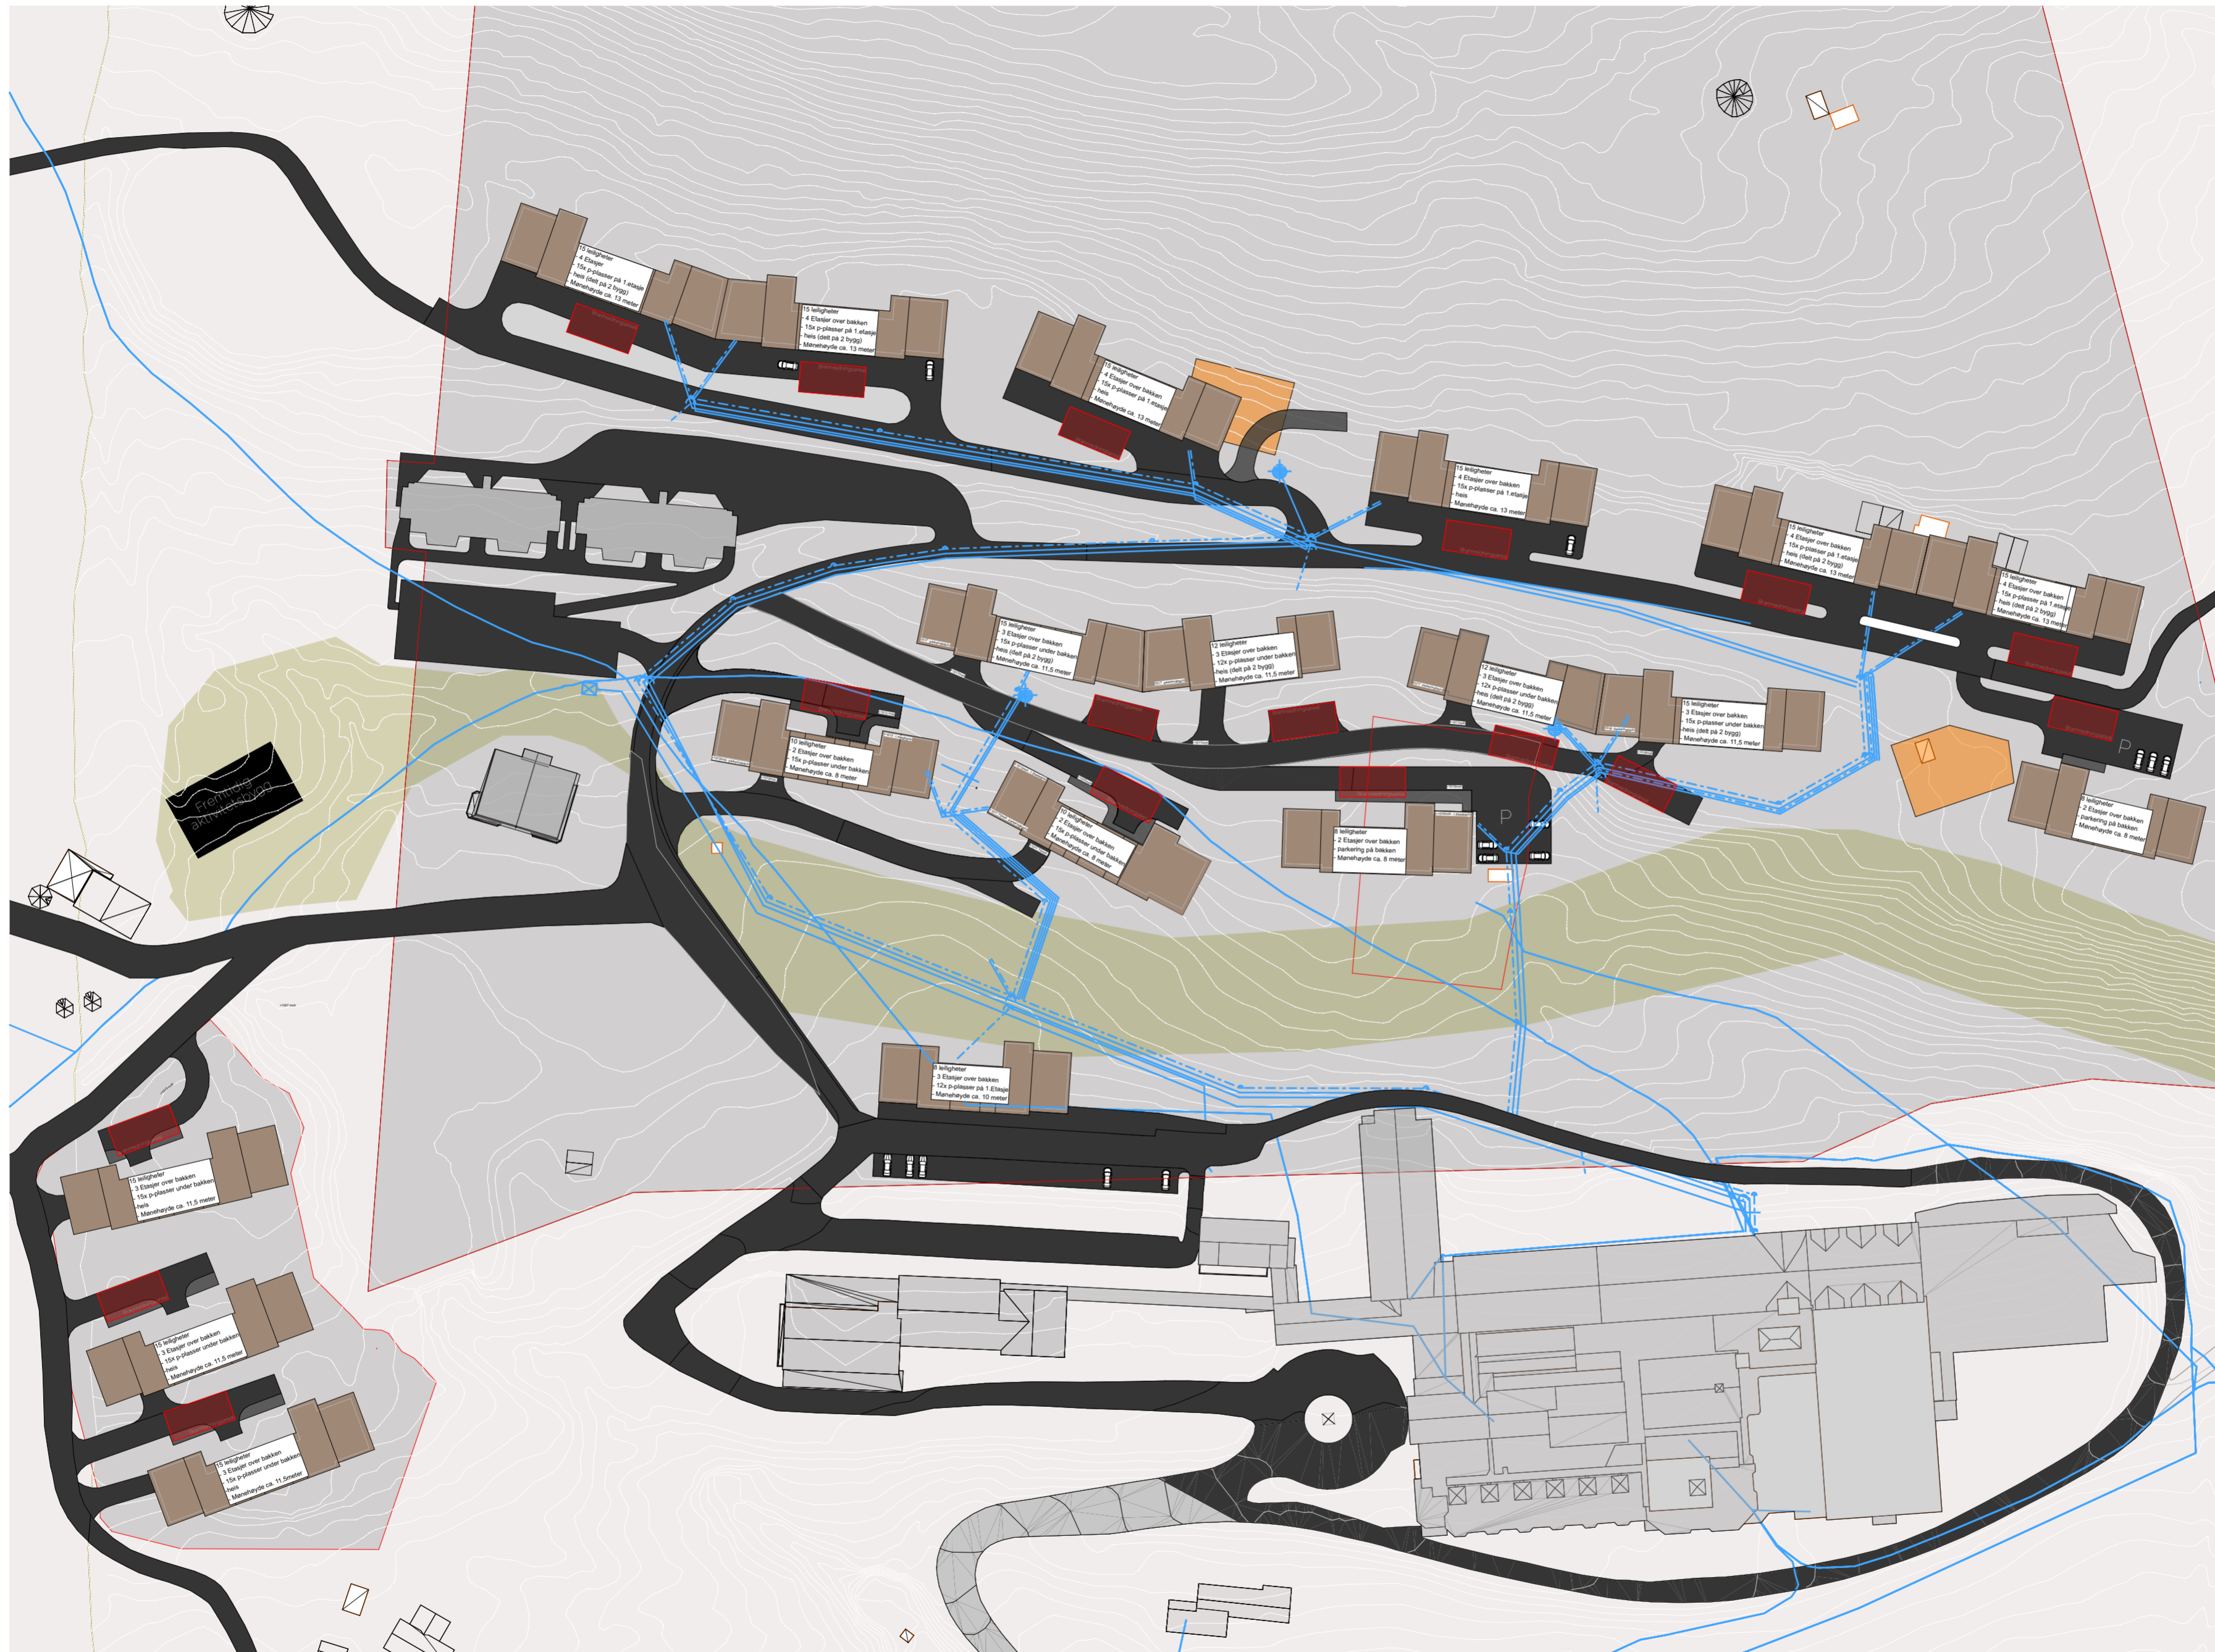 15 leiligheter
- 4 Etasjer
- 15x p-plasser på 1.etasje
- heis (delt på 2 bygg)
- Mønehøyde ca. 13 meter
15 leiligheter
- 4 Etasjer over bakken
- 15x p-plasser på 1.etasje
- heis (delt på 2 bygg)
- Mønehøyde ca. 13 meter
15 leiligheter
- 4 Etasjer over bakken
- 15x p-plasser på 1.etasje
- heis
- Mønehøyde ca. 13 meter
15 leiligheter
- 4 Etasjer over bakken
- 15x p-plasser på 1.etasje
- heis
- Mønehøyde ca. 13 meter
15 leiligheter
- 4 Etasjer over bakken
- 15x p-plasser på 1.etasje
- heis (delt på 2 bygg)
- Mønehøyde ca. 13 meter
15 leiligheter
- 4 Etasjer over bakken
- 15x p-plasser på 1.etasje
- heis (delt på 2 bygg)
- Mønehøyde ca. 13 meter
15 leiligheter
- 3 Etasjer over bakken
- 15x p-plasser under bakken
-heis (delt på 2 bygg)
- Mønehøyde ca. 11,5 meter
12 leiligheter
- 3 Etasjer over bakken
- 12x p-plasser under bakken
-heis (delt på 2 bygg)
- Mønehøyde ca. 11,5 meter
12 leiligheter
- 3 Etasjer over bakken
- 12x p-plasser under bakken
-heis (delt på 2 bygg)
- Mønehøyde ca. 11,5 meter
15 leiligheter
- 3 Etasjer over bakken
- 15x p-plasser under bakken
-heis (delt på 2 bygg)
- Mønehøyde ca. 11,5 meter
10 leiligheter
- 2 Etasjer over bakken
- 15x p-plasser under bakken
- Mønehøyde ca. 8 meter
10 leiligheter
- 2 Etasjer over bakken
- 15x p-plasser under bakken
- Mønehøyde ca. 8 meter
8 leiligheter
- 2 Etasjer over bakken
- parkering på bakken
- Mønehøyde ca. 8 meter
P
P
8 leiligheter
- 2 Etasjer over bakken
- parkering på bakken
- Mønehøyde ca. 8 meter
Fremtidig
aktivitetsbygg
8 leiligheter
- 3 Etasjer over bakken
- 12x p-plasser på 1.Etasje
- Mønehøyde ca. 10 meter
15 leiligheter
- 3 Etasjer over bakken
- 15x p-plasser under bakken
-heis
- Mønehøyde ca. 11,5 meter
15 leiligheter
- 3 Etasjer over bakken
- 15x p-plasser under bakken
-heis
- Mønehøyde ca. 11,5 meter
15 leiligheter
- 3 Etasjer over bakken
- 15x p-plasser under bakken
-heis
- Mønehøyde ca. 11,5meter